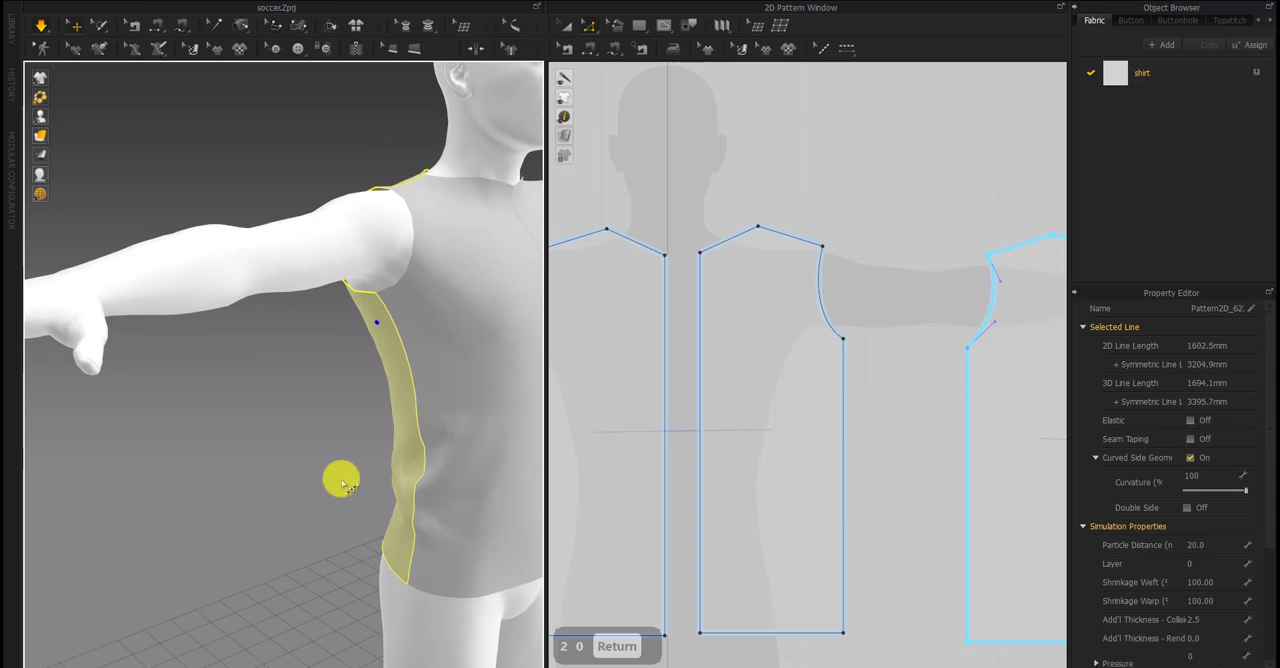 soccer.Zprj
2D Pattern Window
Object Browser
LIBRARY
HISTORY
MODULAR CONFIGURATOR
Fabric
Button
Buttonhole
Topstitch
+ Add
Copy
Assign
shirt
Property Editor
Name Pattern2D_62
Selected Line
2D Line Length 1602.5mm
+ Symmetric Line L 3204.9mm
3D Line Length 1694.1mm
+ Symmetric Line L 3395.7mm
Elastic Off
Seam Taping Off
Curved Side Geome On
Curvature (% 100
Double Side Off
Simulation Properties
Particle Distance (n 20.0
Layer 0
Shrinkage Weft (% 100.00
Shrinkage Warp (% 100.00
Add'l Thickness - Collis 2.5
Add'l Thickness - Rend 0.0
Pressure 0
2 0 Return